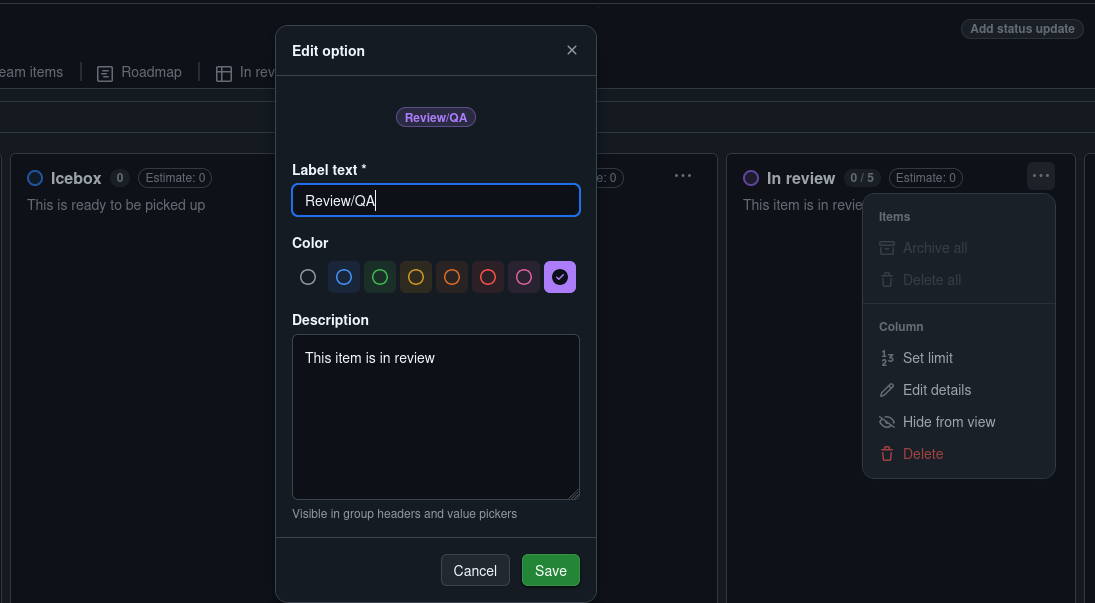 Add status update
eam items
Roadmap
In rev
Edit option
Review/QA
Label text *
Review/QA
Color
Description
This item is in review
Visible in group headers and value pickers
Cancel
Save
Icebox 0 Estimate: 0
This is ready to be picked up
e: 0
In review 0 / 5 Estimate: 0
This item is in revie
Items
Archive all
Delete all
Column
Set limit
Edit details
Hide from view
Delete